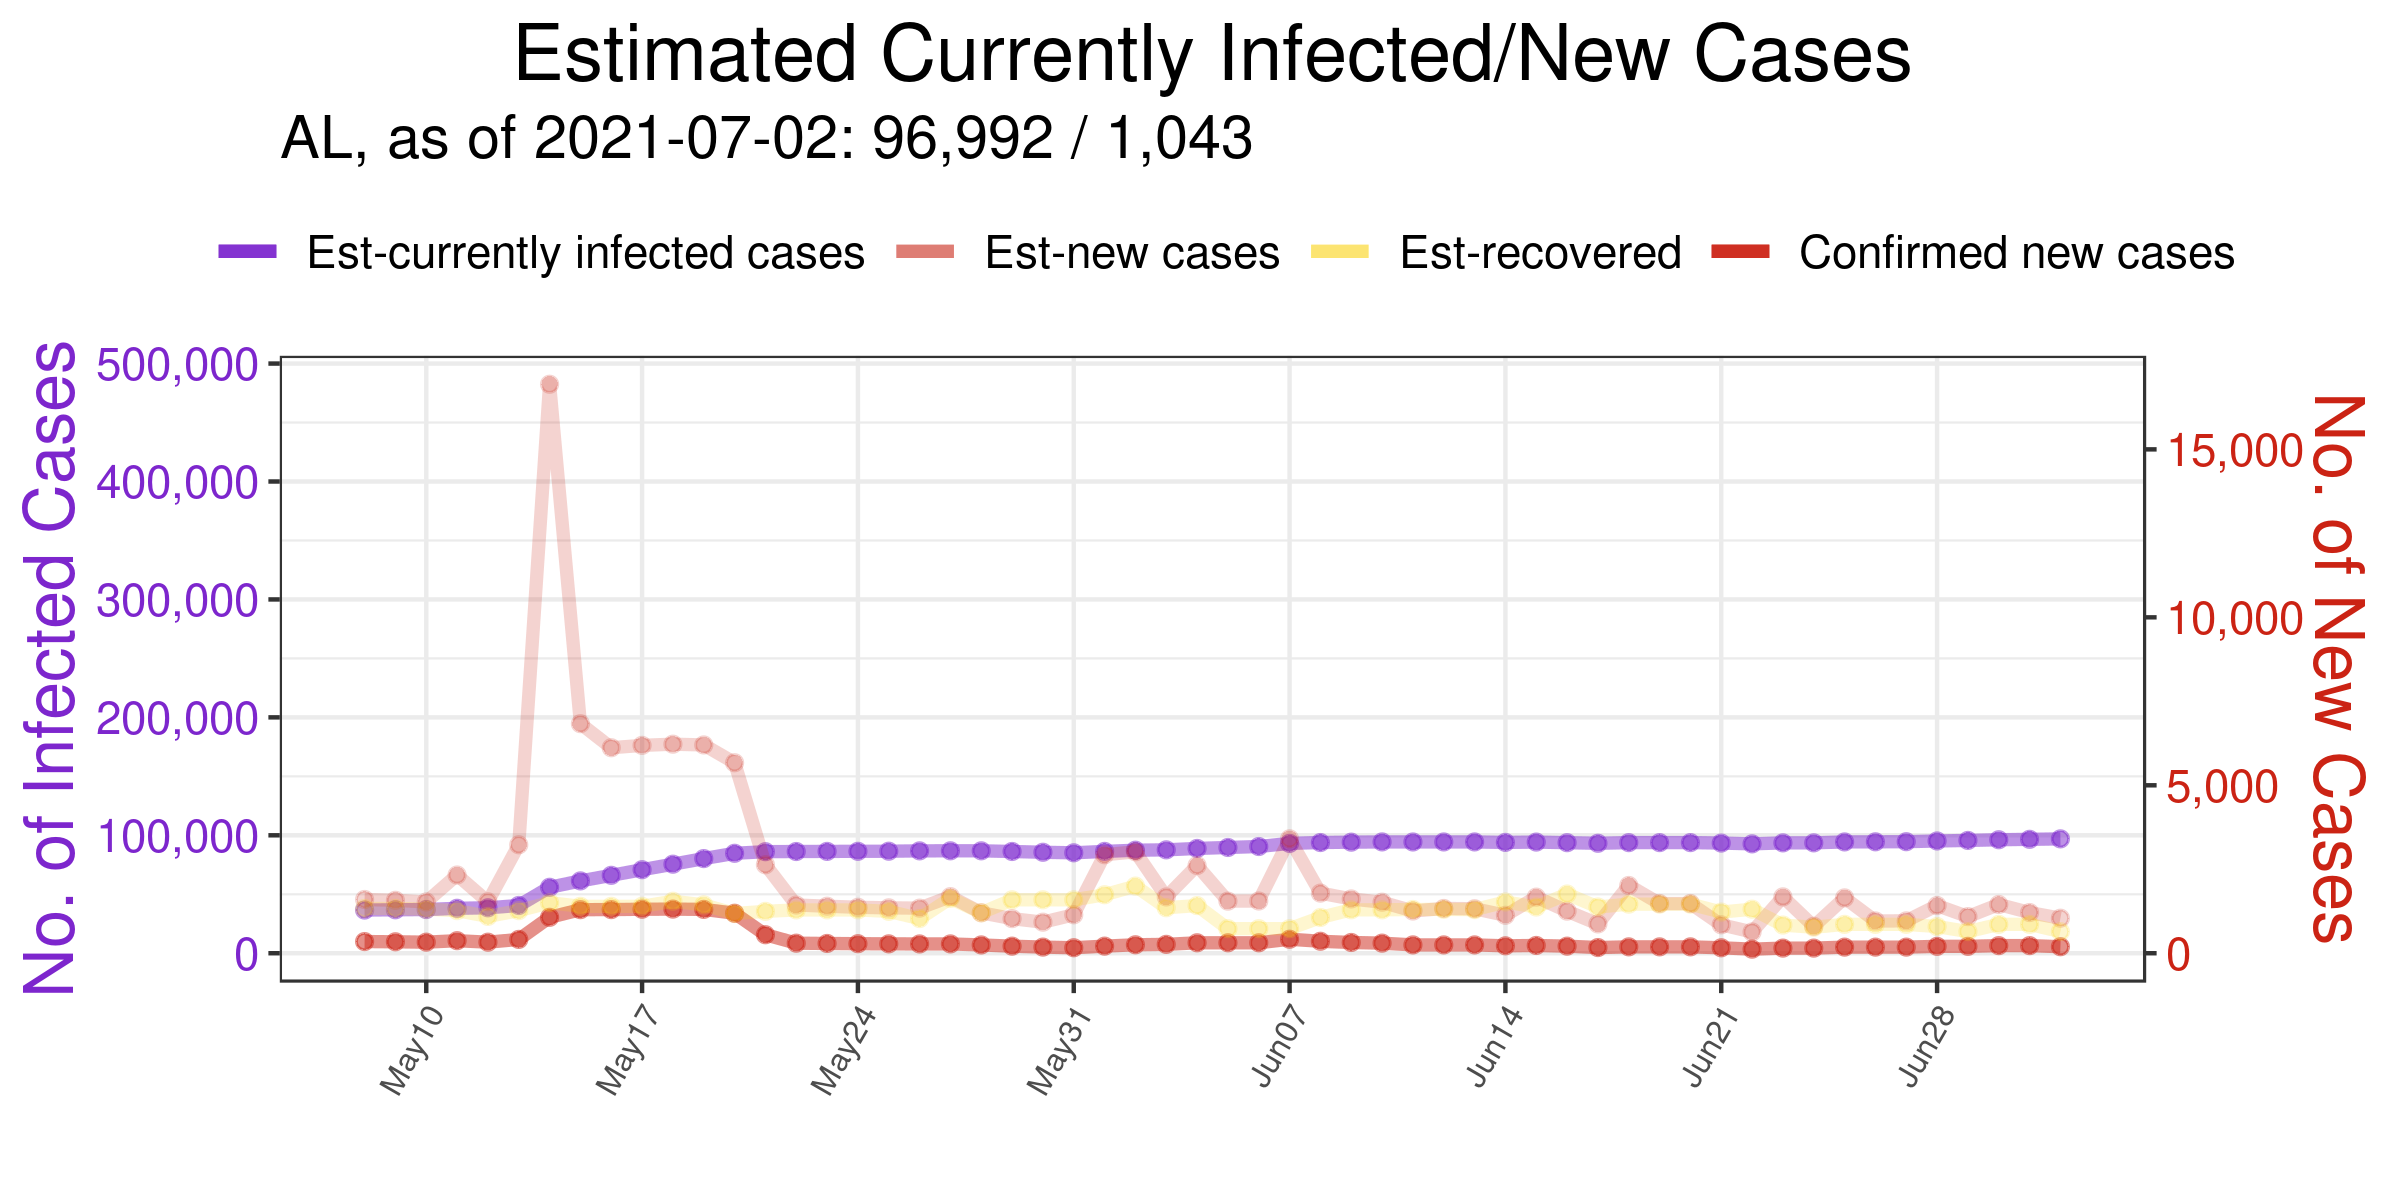 Estimated Currently Infected/New Cases
AL, as of 2021-07-02: 96,992 / 1,043
Est-currently infected cases Est-new cases Est-recovered Confirmed new cases
No. of Infected Cases
500,000
400,000
300,000
200,000
100,000
0
15,000
10,000
5,000
0
No. of New Cases
May10 May17 May24 May31 Jun07 Jun14 Jun21 Jun28